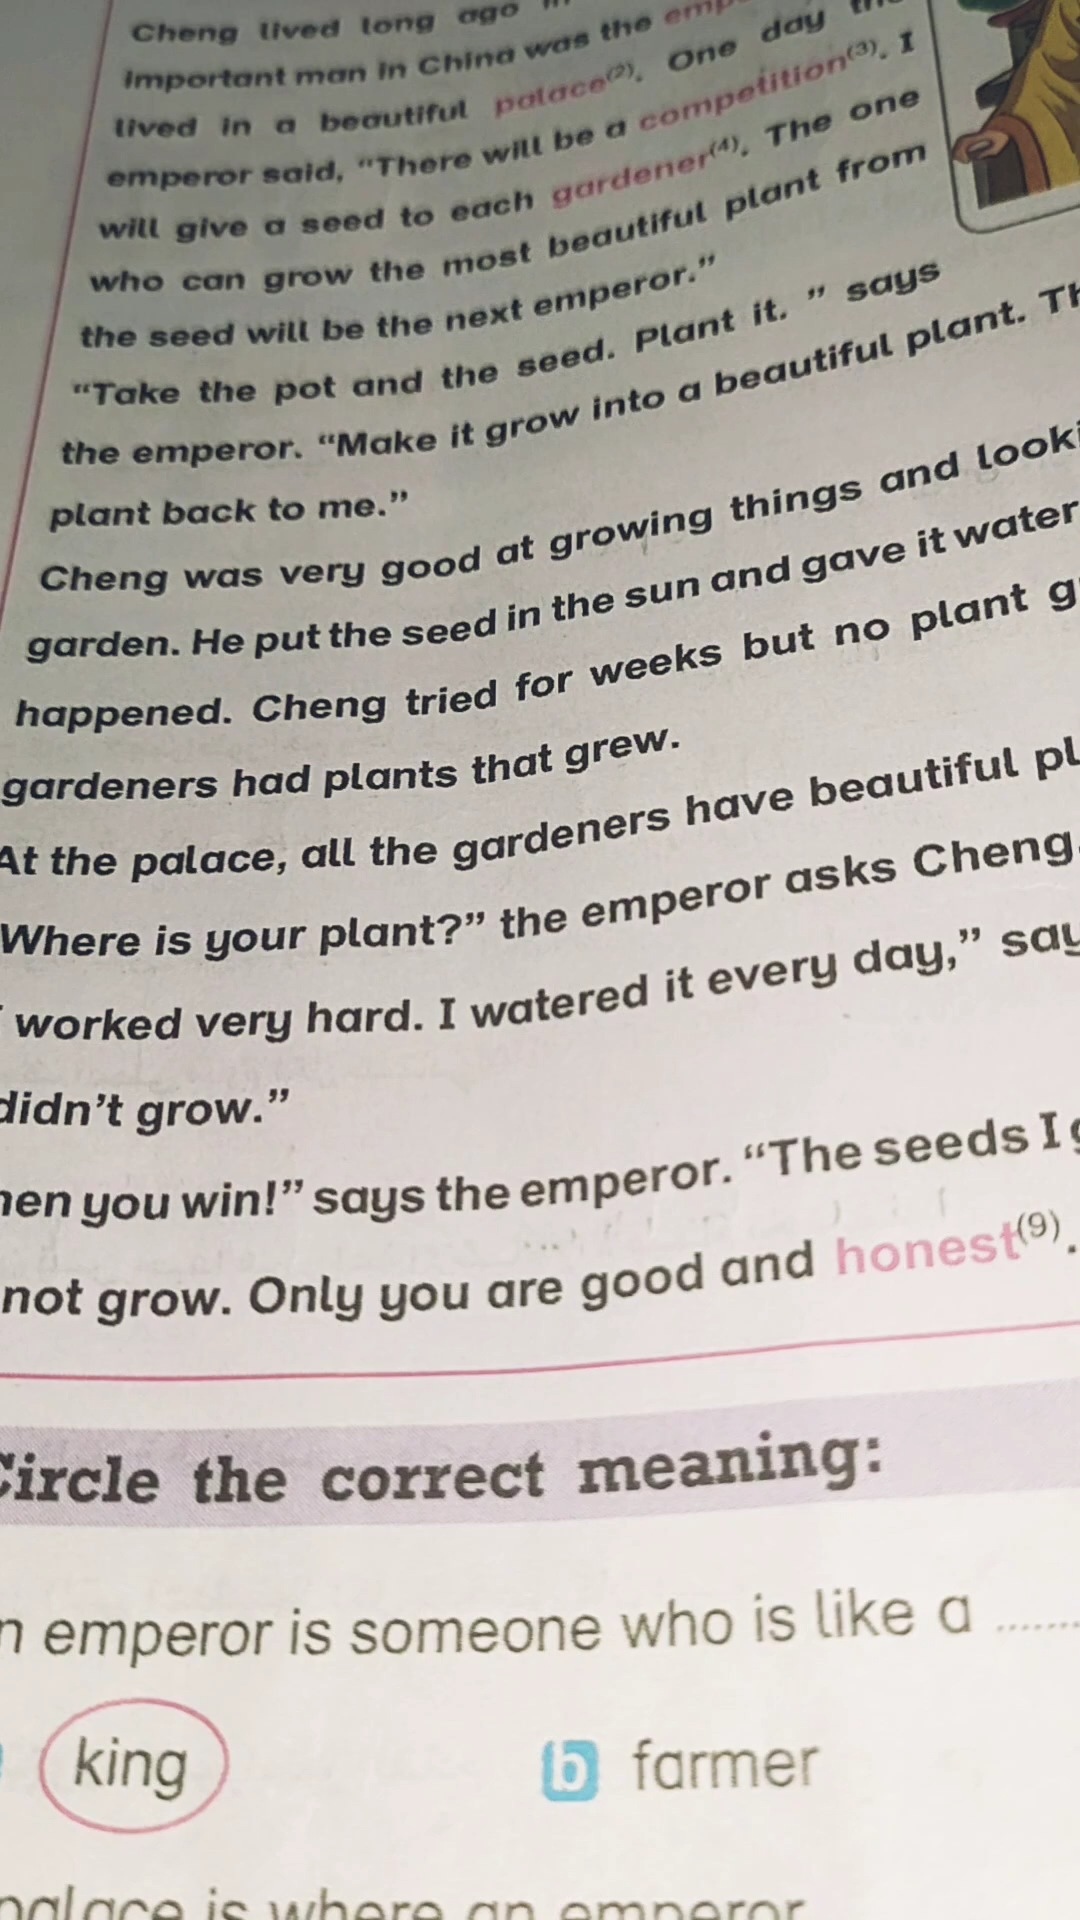 Cheng lived long ago
important man in China was the
lived in a beautiful palace(2). One day
emperor said, "There will be a competition(3). I
will give a seed to each gardener(4). The one
who can grow the most beautiful plant from
the seed will be the next emperor."
"Take the pot and the seed. Plant it. " says
the emperor. "Make it grow into a beautiful plant.
plant back to me."
Cheng was very good at growing things and
garden. He put the seed in the sun and gave it water
happened. Cheng tried for weeks but no plant
gardeners had plants that grew.
At the palace, all the gardeners have beautiful
Where is your plant?" the emperor asks Cheng.
worked very hard. I watered it every day,"
didn't grow."
you win!" says the emperor. "The seeds I
not grow. Only you are good and honest(9).
Circle the correct meaning:
emperor is someone who is like a ........
king
b farmer
palace is where an emperor